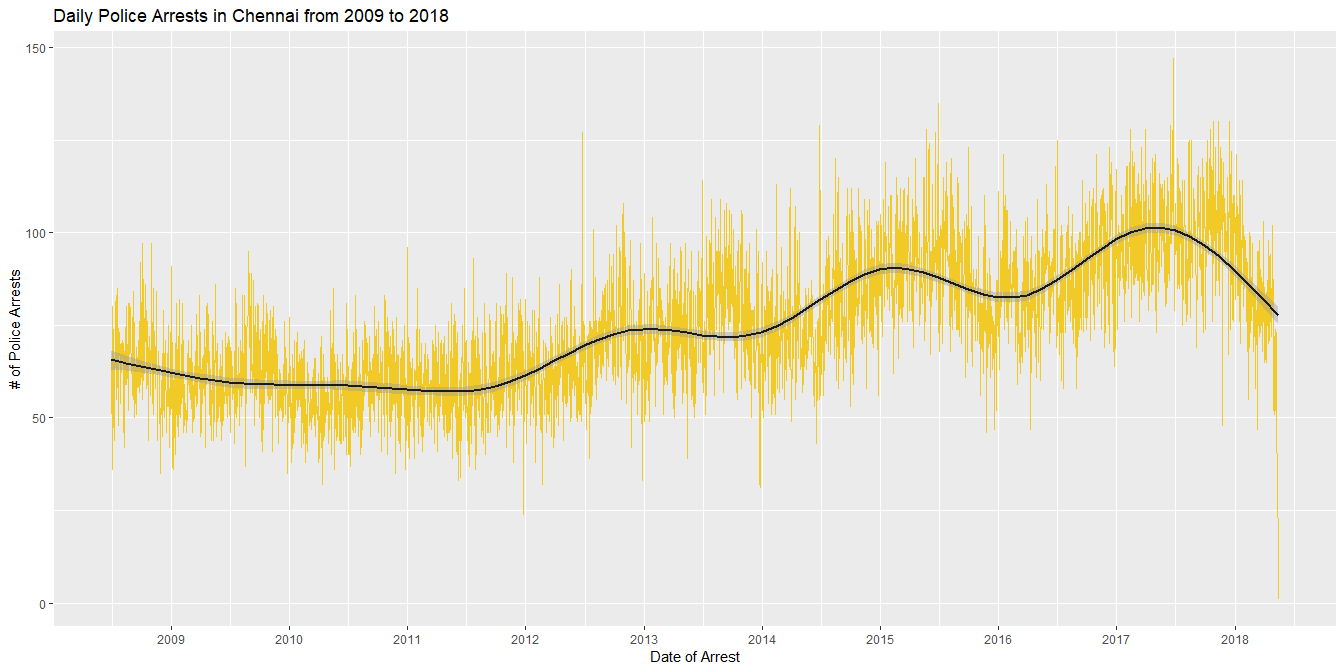 Daily Police Arrests in Chennai from 2009 to 2018
150
100
50
0
# of Police Arrests
2009 2010 2011 2012 2013 2014 2015 2016 2017 2018
Date of Arrest